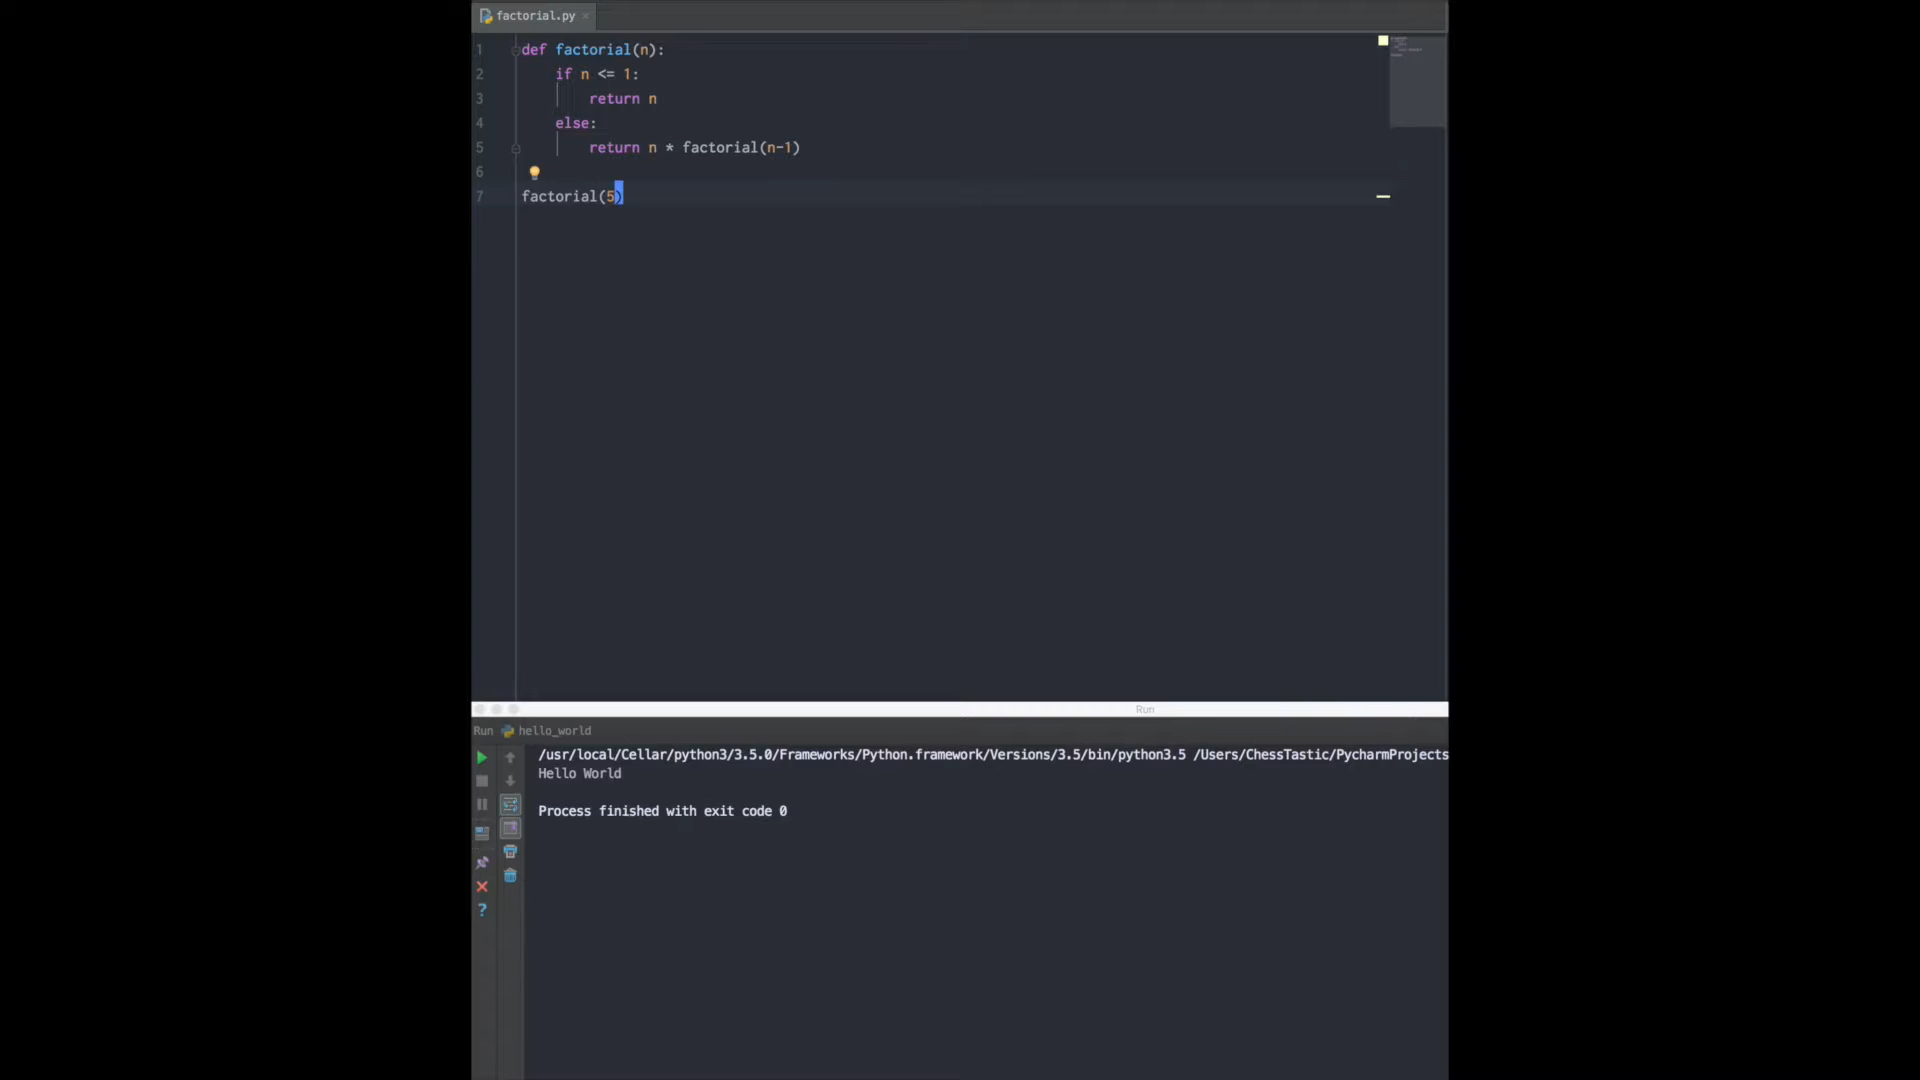 factorial.py
1 def factorial(n):
2     if n <= 1:
3         return n
4     else:
5         return n * factorial(n-1)
6
7 factorial(5)
Run
Run hello_world
/usr/local/Cellar/python3/3.5.0/Frameworks/Python.framework/Versions/3.5/bin/python3.5 /Users/ChessTastic/PycharmProjects
Hello World
Process finished with exit code 0
?